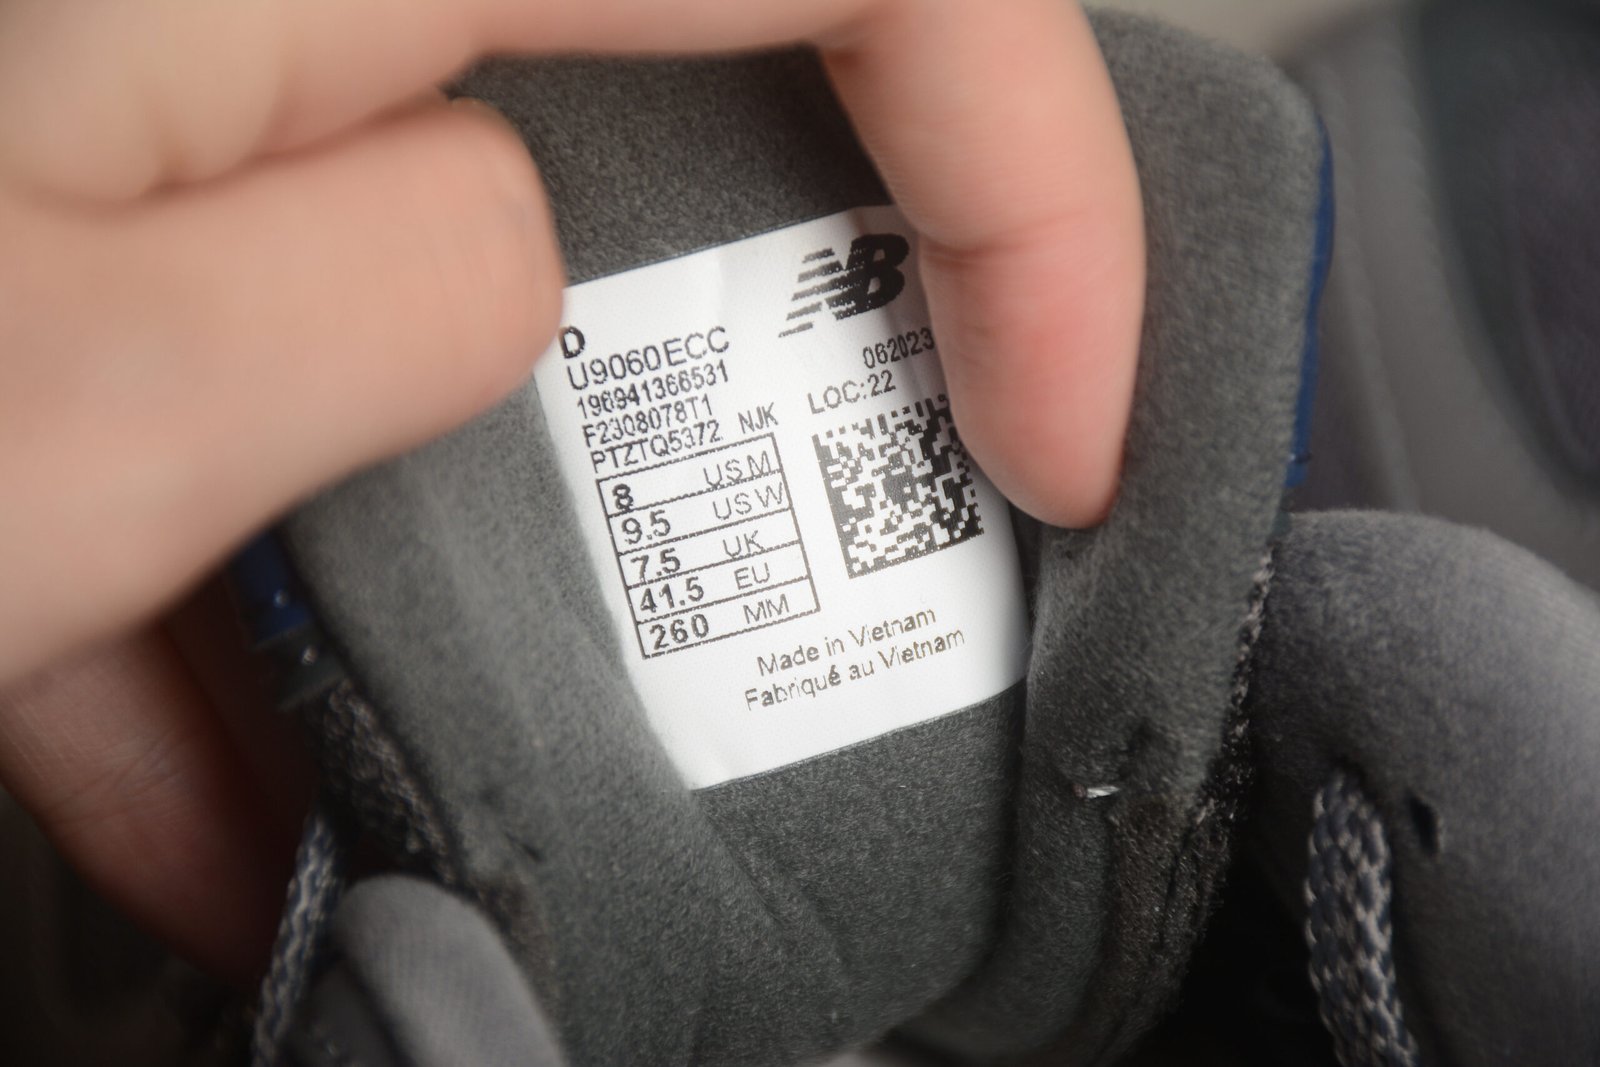 NB
D
U9060ECC
196941366531
F2308078T1
PTZTQ5372 NJK
062023
LOC:22
8 US M
9.5 US W
7.5 UK
41.5 EU
260 MM
Made in Vietnam
Fabriqué au Vietnam